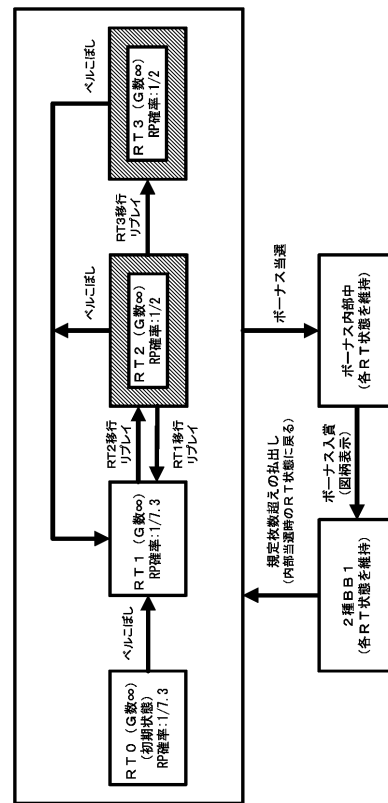 RT0(G数∞)
(初期状態)
RP確率:1/7.3
ベルこぼし
RT1(G数∞)
RP確率:1/7.3
RT2移行
リプレイ
RT1移行
リプレイ
RT2(G数∞)
RP確率:1/2
ベルこぼし
RT3移行
リプレイ
RT3(G数∞)
RP確率:1/2
ベルこぼし
規定枚数超えの払出し
(内部当選時のRT状態に戻る)
ボーナス当選
2種BB1
(各RT状態を維持)
ボーナス入賞
(図柄表示)
ボーナス内部中
(各RT状態を維持)